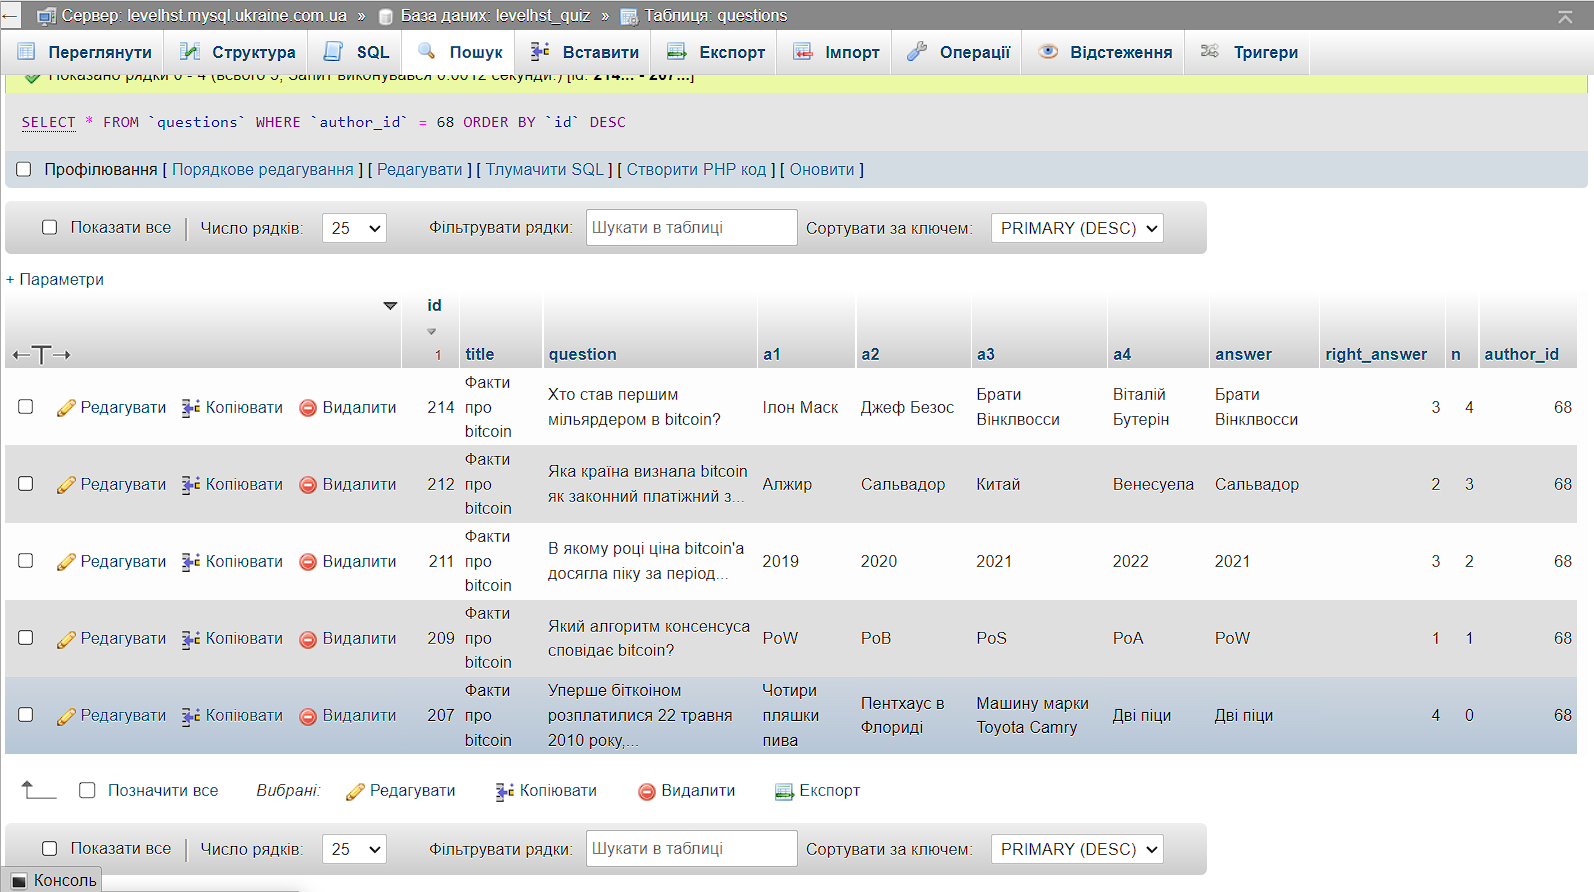 ← Сервер: levelhst.mysql.ukraine.com.ua » База даних: levelhst_quiz » Таблиця: questions
Переглянути Структура SQL Пошук Вставити Експорт Імпорт Операції Відстеження Тригери
Показано рядки 0 - 4 (всього 5, Запит виконувався 0.0012 секунди.) [id: 214... - 207...]
SELECT * FROM `questions` WHERE `author_id` = 68 ORDER BY `id` DESC
Профілювання [ Порядкове редагування ] [ Редагувати ] [ Тлумачити SQL ] [ Створити PHP код ] [ Оновити ]
Показати все Число рядків: 25 Фільтрувати рядки: Шукати в таблиці Сортувати за ключем: PRIMARY (DESC)
+ Параметри
←T→ id 1 title question a1 a2 a3 a4 answer right_answer n author_id
Редагувати Копіювати Видалити 214 Факти про bitcoin Хто став першим мільярдером в bitcoin? Ілон Маск Джеф Безос Брати Вінклвосси Віталій Бутерін Брати Вінклвосси 3 4 68
Редагувати Копіювати Видалити 212 Факти про bitcoin Яка країна визнала bitcoin як законний платіжний з... Алжир Сальвадор Китай Венесуела Сальвадор 2 3 68
Редагувати Копіювати Видалити 211 Факти про bitcoin В якому році ціна bitcoin'а досягла піку за період... 2019 2020 2021 2022 2021 3 2 68
Редагувати Копіювати Видалити 209 Факти про bitcoin Який алгоритм консенсуса сповідає bitcoin? PoW PoB PoS PoA PoW 1 1 68
Редагувати Копіювати Видалити 207 Факти про bitcoin Уперше біткоіном розплатилися 22 травня 2010 року,... Чотири пляшки пива Пентхаус в Флориді Машину марки Toyota Camry Дві піци Дві піци 4 0 68
Позначити все Вибрані: Редагувати Копіювати Видалити Експорт
Показати все Число рядків: 25 Фільтрувати рядки: Шукати в таблиці Сортувати за ключем: PRIMARY (DESC)
Консоль